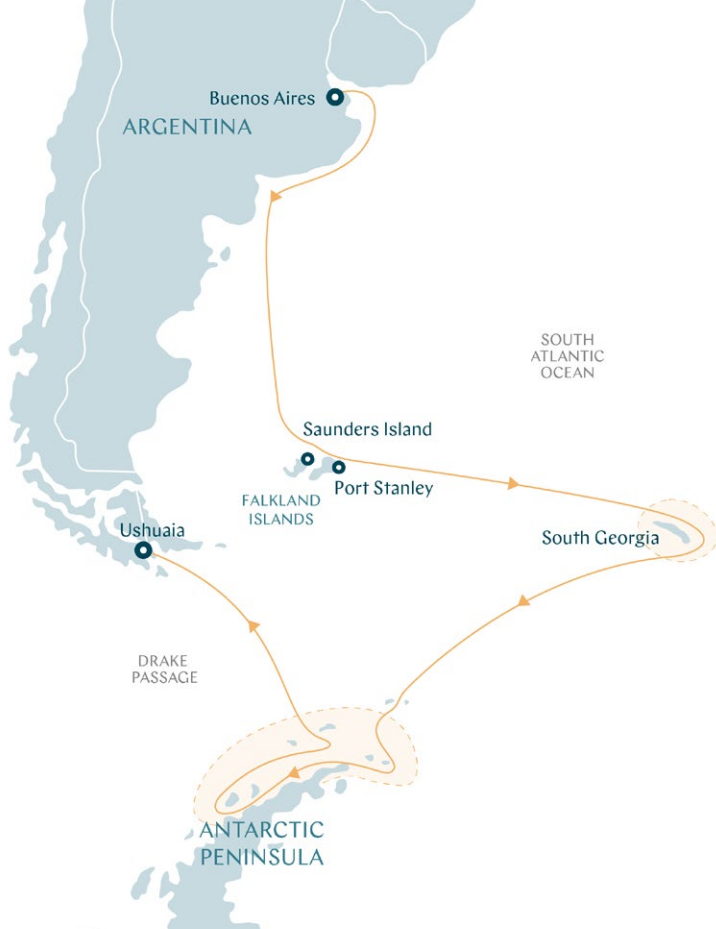 Buenos Aires
ARGENTINA
SOUTH
ATLANTIC
OCEAN
Saunders Island
Port Stanley
FALKLAND
ISLANDS
Ushuaia
South Georgia
DRAKE
PASSAGE
ANTARCTIC
PENINSULA